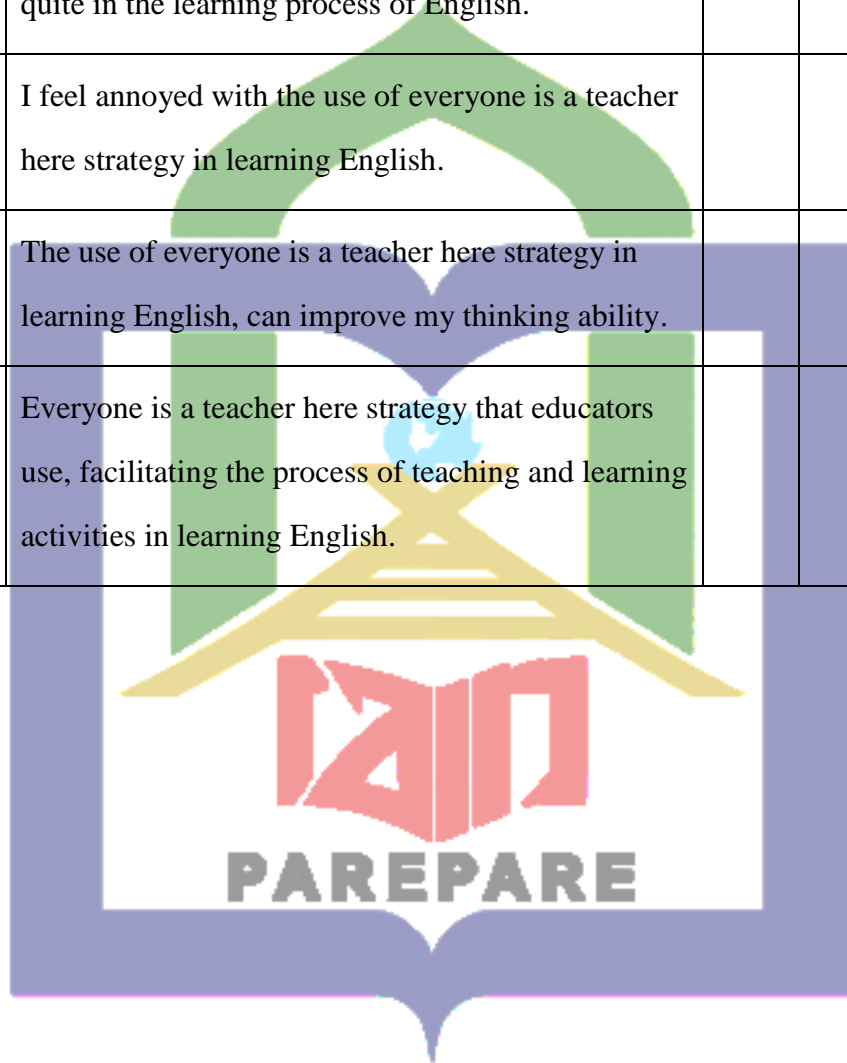 quite in the learning process of English.
I feel annoyed with the use of everyone is a teacher
here strategy in learning English.
The use of everyone is a teacher here strategy in
learning English, can improve my thinking ability.
Everyone is a teacher here strategy that educators
use, facilitating the process of teaching and learning
activities in learning English.
iain
PAREPARE